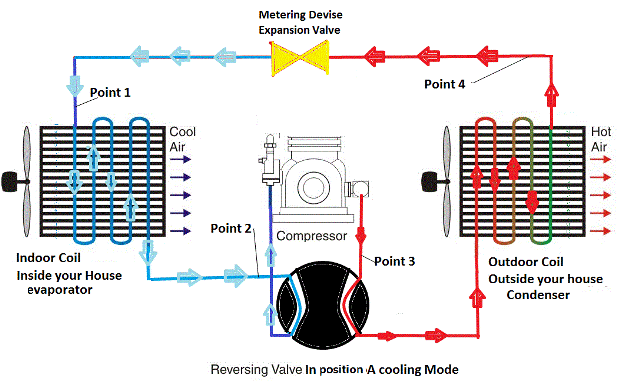 Metering Devise
Expansion Valve
Point 4
Point 1
Cool
Air
Hot
Air
Compressor
Point 2
Point 3
Indoor Coil
Inside your House
evaporator
Outdoor Coil
Outside your house
Condenser
Reversing Valve In position A cooling Mode